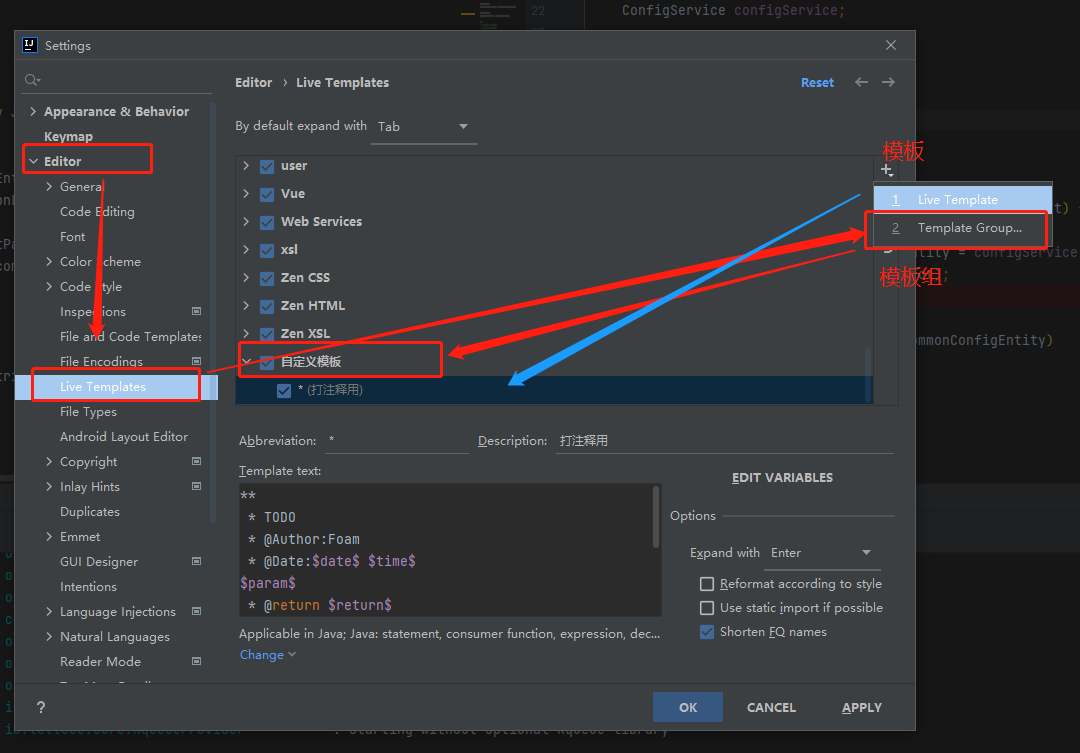 22 ConfigService configService;
Settings
Editor › Live Templates
Reset
Appearance & Behavior
Keymap
Editor
General
Code Editing
Font
Color Scheme
Code Style
Inspections
File and Code Templates
File Encodings
Live Templates
File Types
Android Layout Editor
Copyright
Inlay Hints
Duplicates
Emmet
GUI Designer
Intentions
Language Injections
Natural Languages
Reader Mode
By default expand with Tab
user
Vue
Web Services
xsl
Zen CSS
Zen HTML
Zen XSL
自定义模板
* (打注释用)
模板
1 Live Template
2 Template Group...
模板组
= configService
ommonConfigEntity)
Abbreviation: *
Description: 打注释用
Template text:
**
* TODO
* @Author:Foam
* @Date:$date$ $time$
$param$
* @return $return$
EDIT VARIABLES
Options
Expand with Enter
Reformat according to style
Use static import if possible
Shorten FQ names
Applicable in Java; Java: statement, consumer function, expression, dec...
Change
?
OK
CANCEL
APPLY